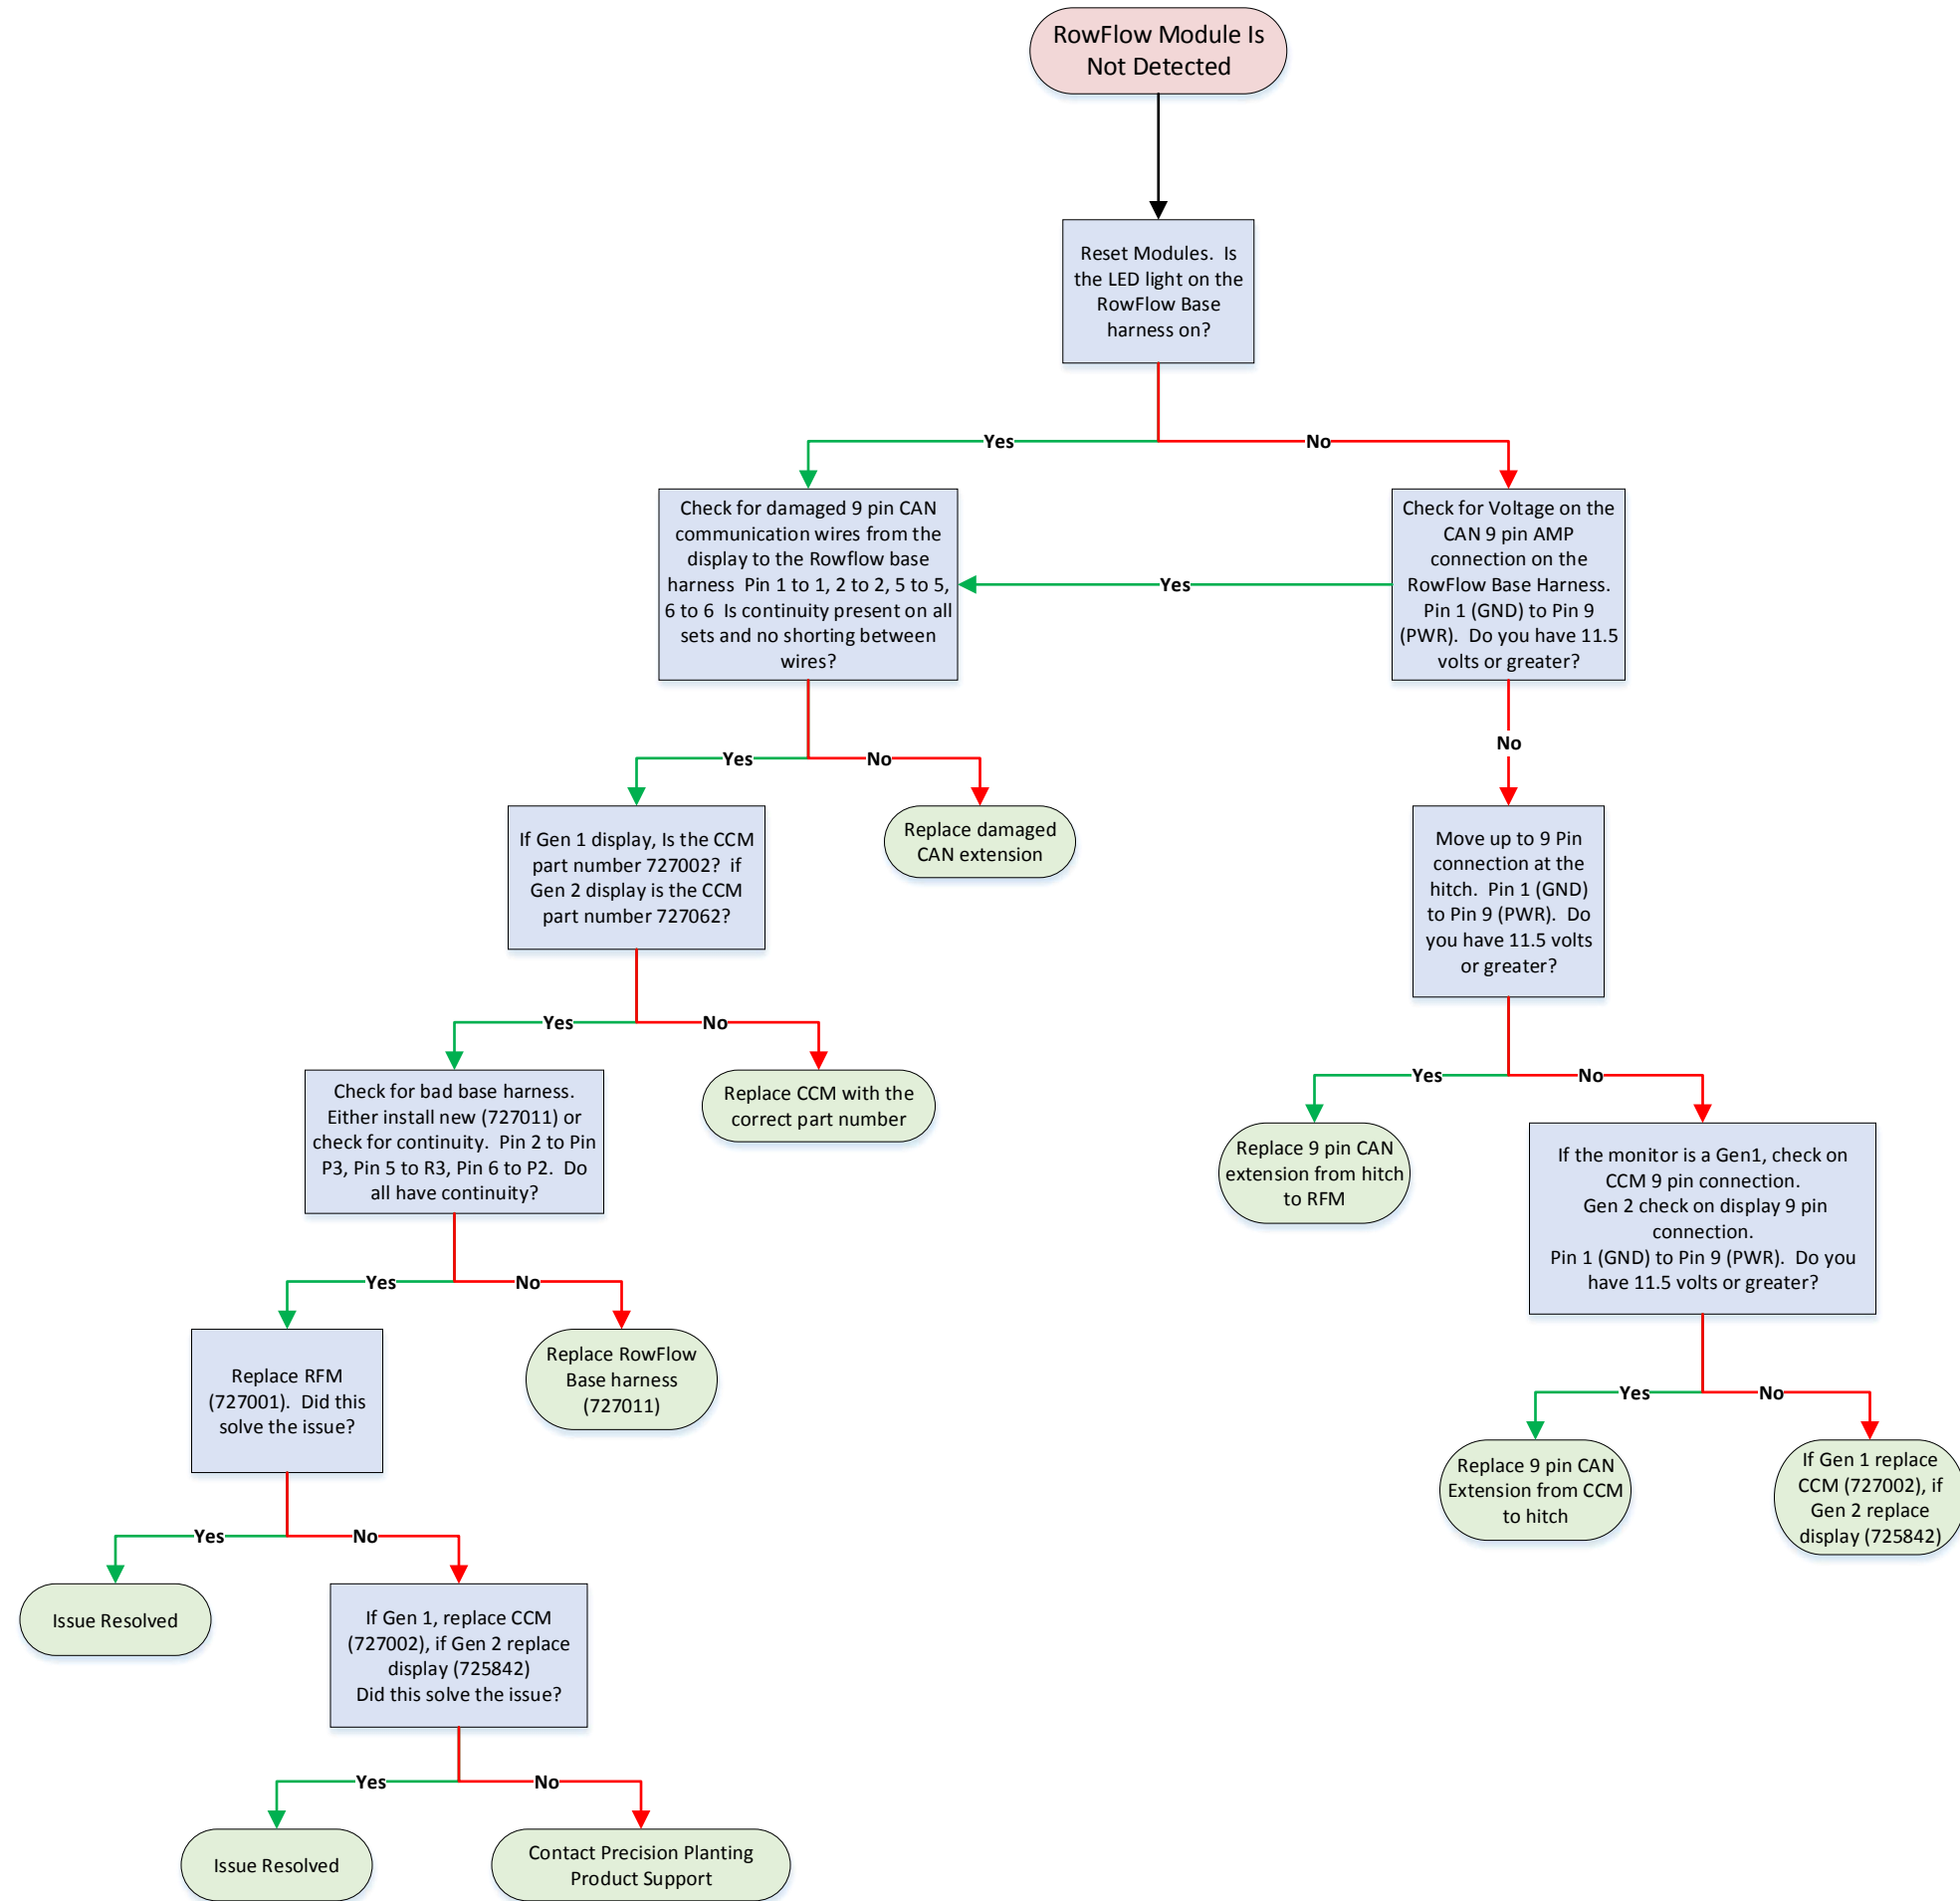 RowFlow Module Is
Not Detected
Reset Modules.  Is
the LED light on the
RowFlow Base
harness on?
Yes
No
Check for damaged 9 pin CAN
communication wires from the
display to the Rowflow base
harness  Pin 1 to 1, 2 to 2, 5 to 5,
6 to 6  Is continuity present on all
sets and no shorting between
wires?
Yes
Check for Voltage on the
CAN 9 pin AMP
connection on the
RowFlow Base Harness.
Pin 1 (GND) to Pin 9
(PWR).  Do you have 11.5
volts or greater?
Yes
No
No
If Gen 1 display, Is the CCM
part number 727002?  if
Gen 2 display is the CCM
part number 727062?
Replace damaged
CAN extension
Move up to 9 Pin
connection at the
hitch.  Pin 1 (GND)
to Pin 9 (PWR).  Do
you have 11.5 volts
or greater?
Yes
No
Yes
No
Check for bad base harness.
Either install new (727011) or
check for continuity.  Pin 2 to Pin
P3, Pin 5 to R3, Pin 6 to P2.  Do
all have continuity?
Replace CCM with the
correct part number
Replace 9 pin CAN
extension from hitch
to RFM
If the monitor is a Gen1, check on
CCM 9 pin connection.
Gen 2 check on display 9 pin
connection.
Pin 1 (GND) to Pin 9 (PWR).  Do you
have 11.5 volts or greater?
Yes
No
Replace RFM
(727001).  Did this
solve the issue?
Replace RowFlow
Base harness
(727011)
Yes
No
Replace 9 pin CAN
Extension from CCM
to hitch
If Gen 1 replace
CCM (727002), if
Gen 2 replace
display (725842)
Yes
No
Issue Resolved
If Gen 1, replace CCM
(727002), if Gen 2 replace
display (725842)
Did this solve the issue?
Yes
No
Issue Resolved
Contact Precision Planting
Product Support